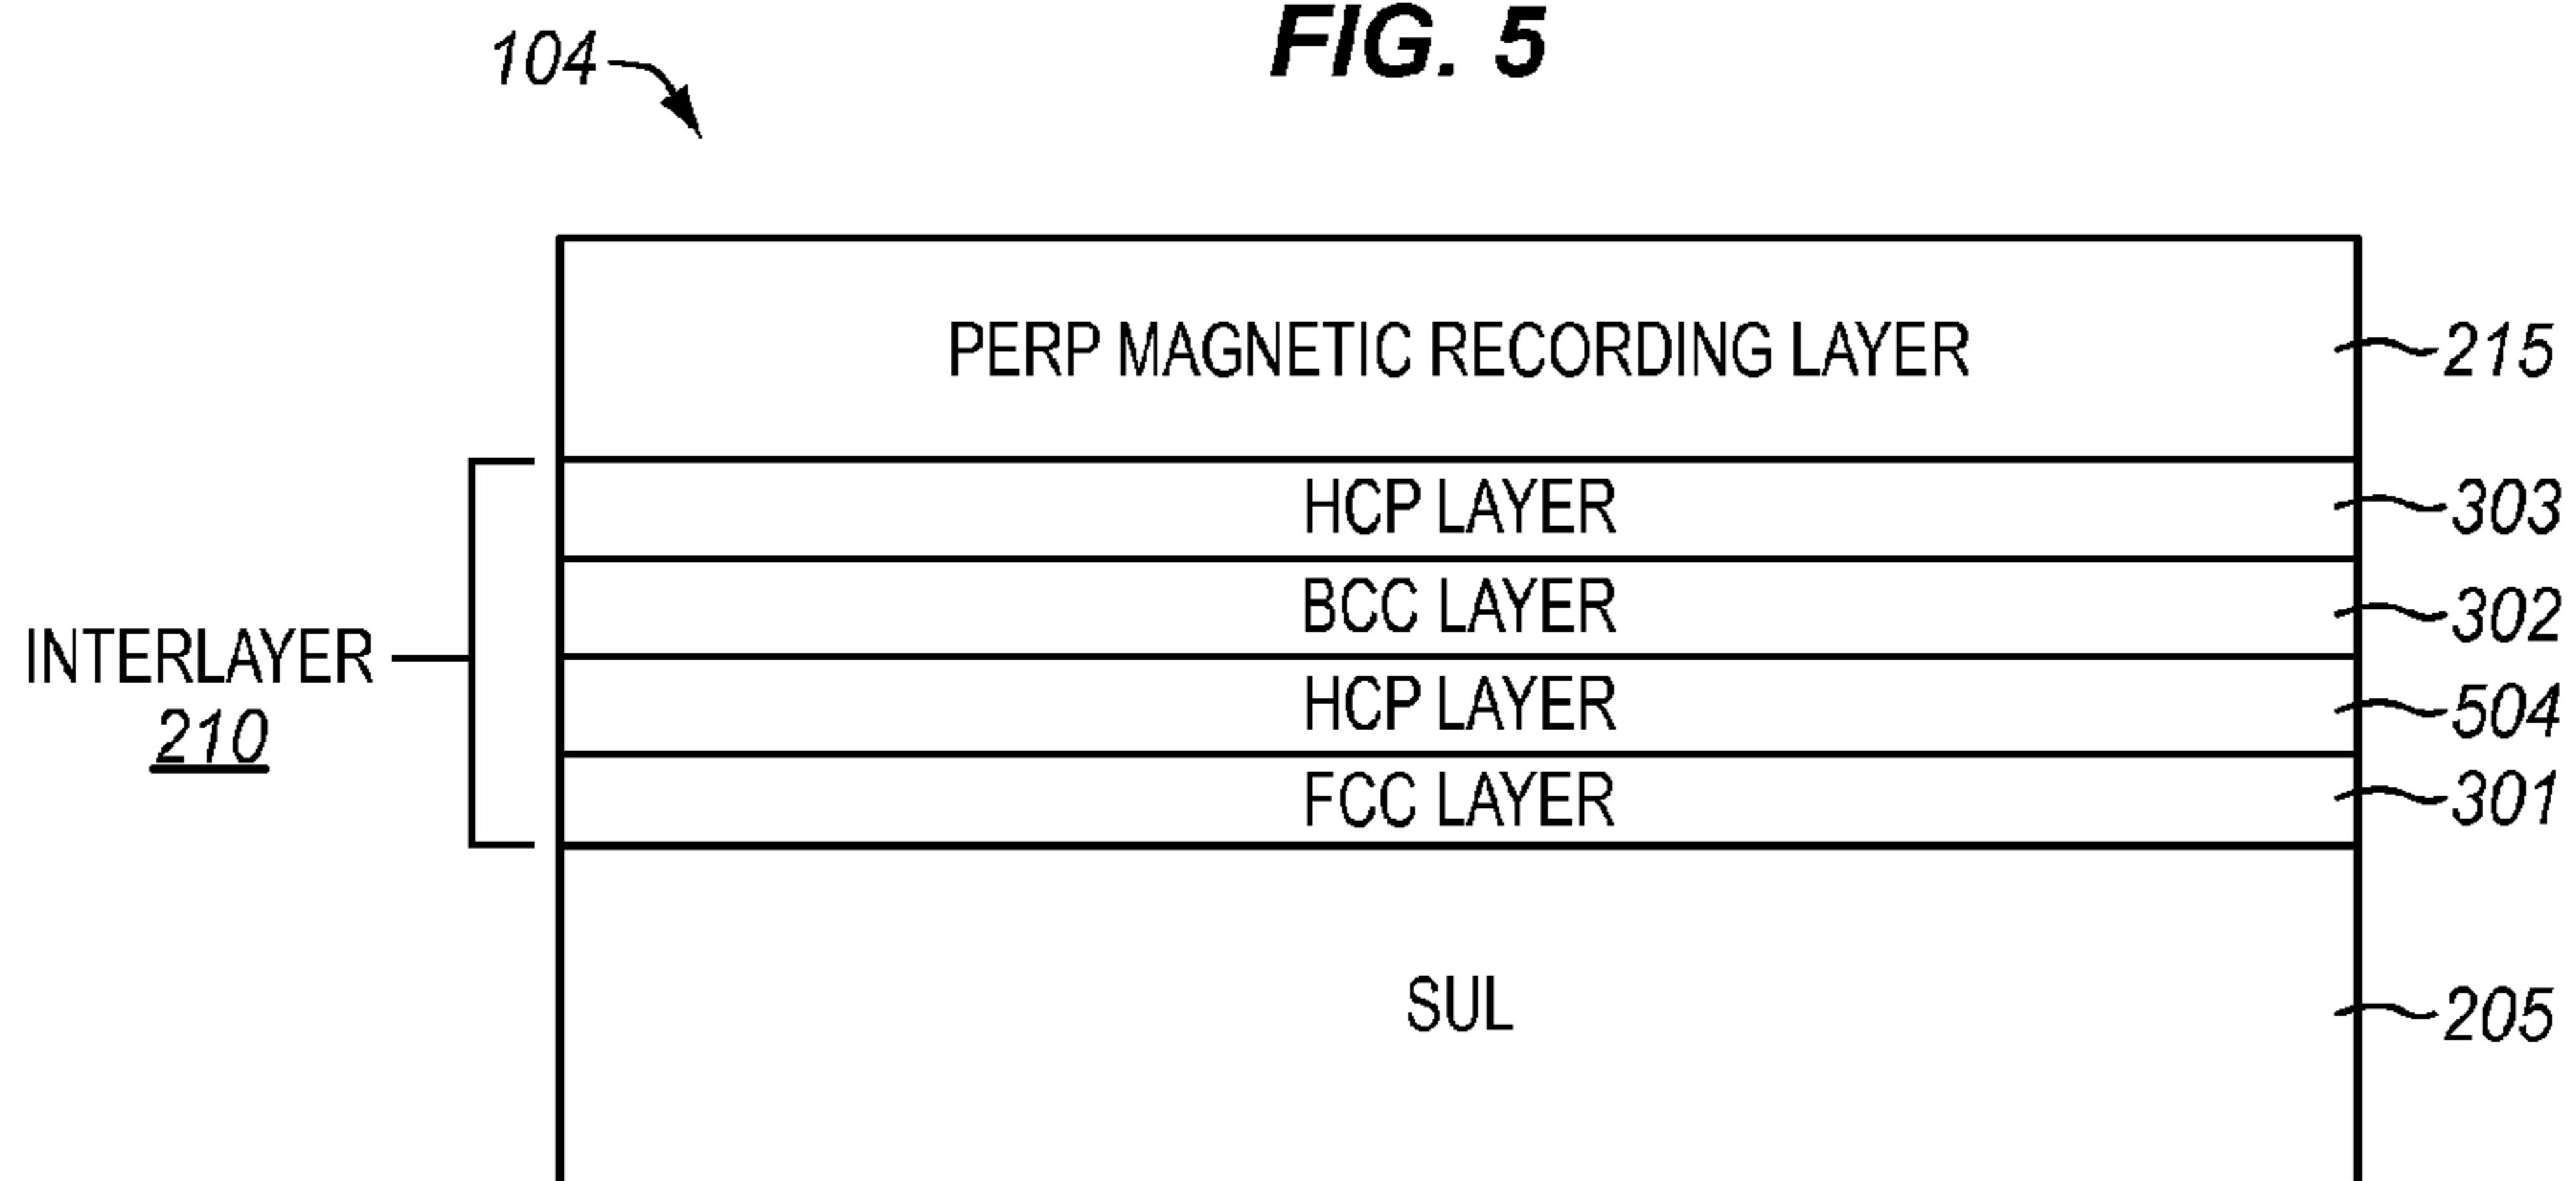 FIG. 5
104
PERP MAGNETIC RECORDING LAYER
215
HCP LAYER
303
BCC LAYER
302
INTERLAYER
210
HCP LAYER
504
FCC LAYER
301
SUL
205